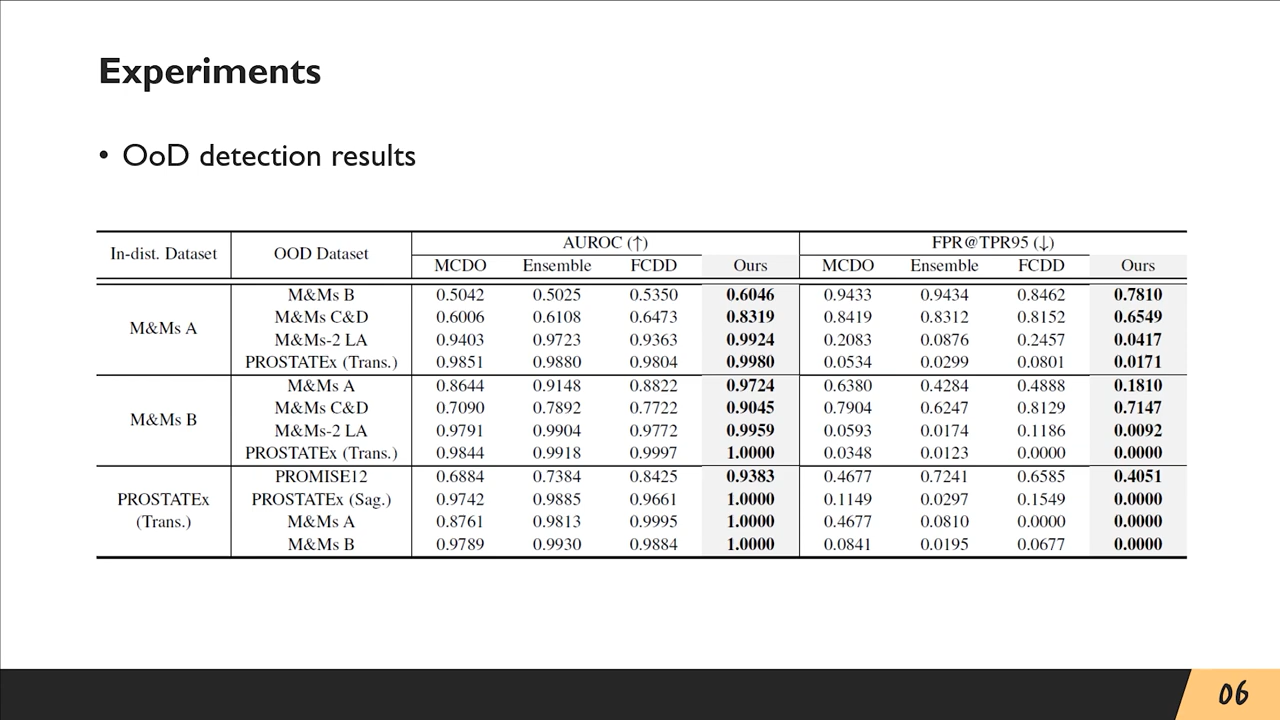 Experiments
• OoD detection results
In-dist. Dataset OOD Dataset AUROC (↑) FPR@TPR95 (↓)
MCDO Ensemble FCDD Ours MCDO Ensemble FCDD Ours
M&Ms A
M&Ms B 0.5042 0.5025 0.5350 0.6046 0.9433 0.9434 0.8462 0.7810
M&Ms C&D 0.6006 0.6108 0.6473 0.8319 0.8419 0.8312 0.8152 0.6549
M&Ms-2 LA 0.9403 0.9723 0.9363 0.9924 0.2083 0.0876 0.2457 0.0417
PROSTATEx (Trans.) 0.9851 0.9880 0.9804 0.9980 0.0534 0.0299 0.0801 0.0171
M&Ms B
M&Ms A 0.8644 0.9148 0.8822 0.9724 0.6380 0.4284 0.4888 0.1810
M&Ms C&D 0.7090 0.7892 0.7722 0.9045 0.7904 0.6247 0.8129 0.7147
M&Ms-2 LA 0.9791 0.9904 0.9772 0.9959 0.0593 0.0174 0.1186 0.0092
PROSTATEx (Trans.) 0.9844 0.9918 0.9997 1.0000 0.0348 0.0123 0.0000 0.0000
PROSTATEx
(Trans.)
PROMISE12 0.6884 0.7384 0.8425 0.9383 0.4677 0.7241 0.6585 0.4051
PROSTATEx (Sag.) 0.9742 0.9885 0.9661 1.0000 0.1149 0.0297 0.1549 0.0000
M&Ms A 0.8761 0.9813 0.9995 1.0000 0.4677 0.0810 0.0000 0.0000
M&Ms B 0.9789 0.9930 0.9884 1.0000 0.0841 0.0195 0.0677 0.0000
06